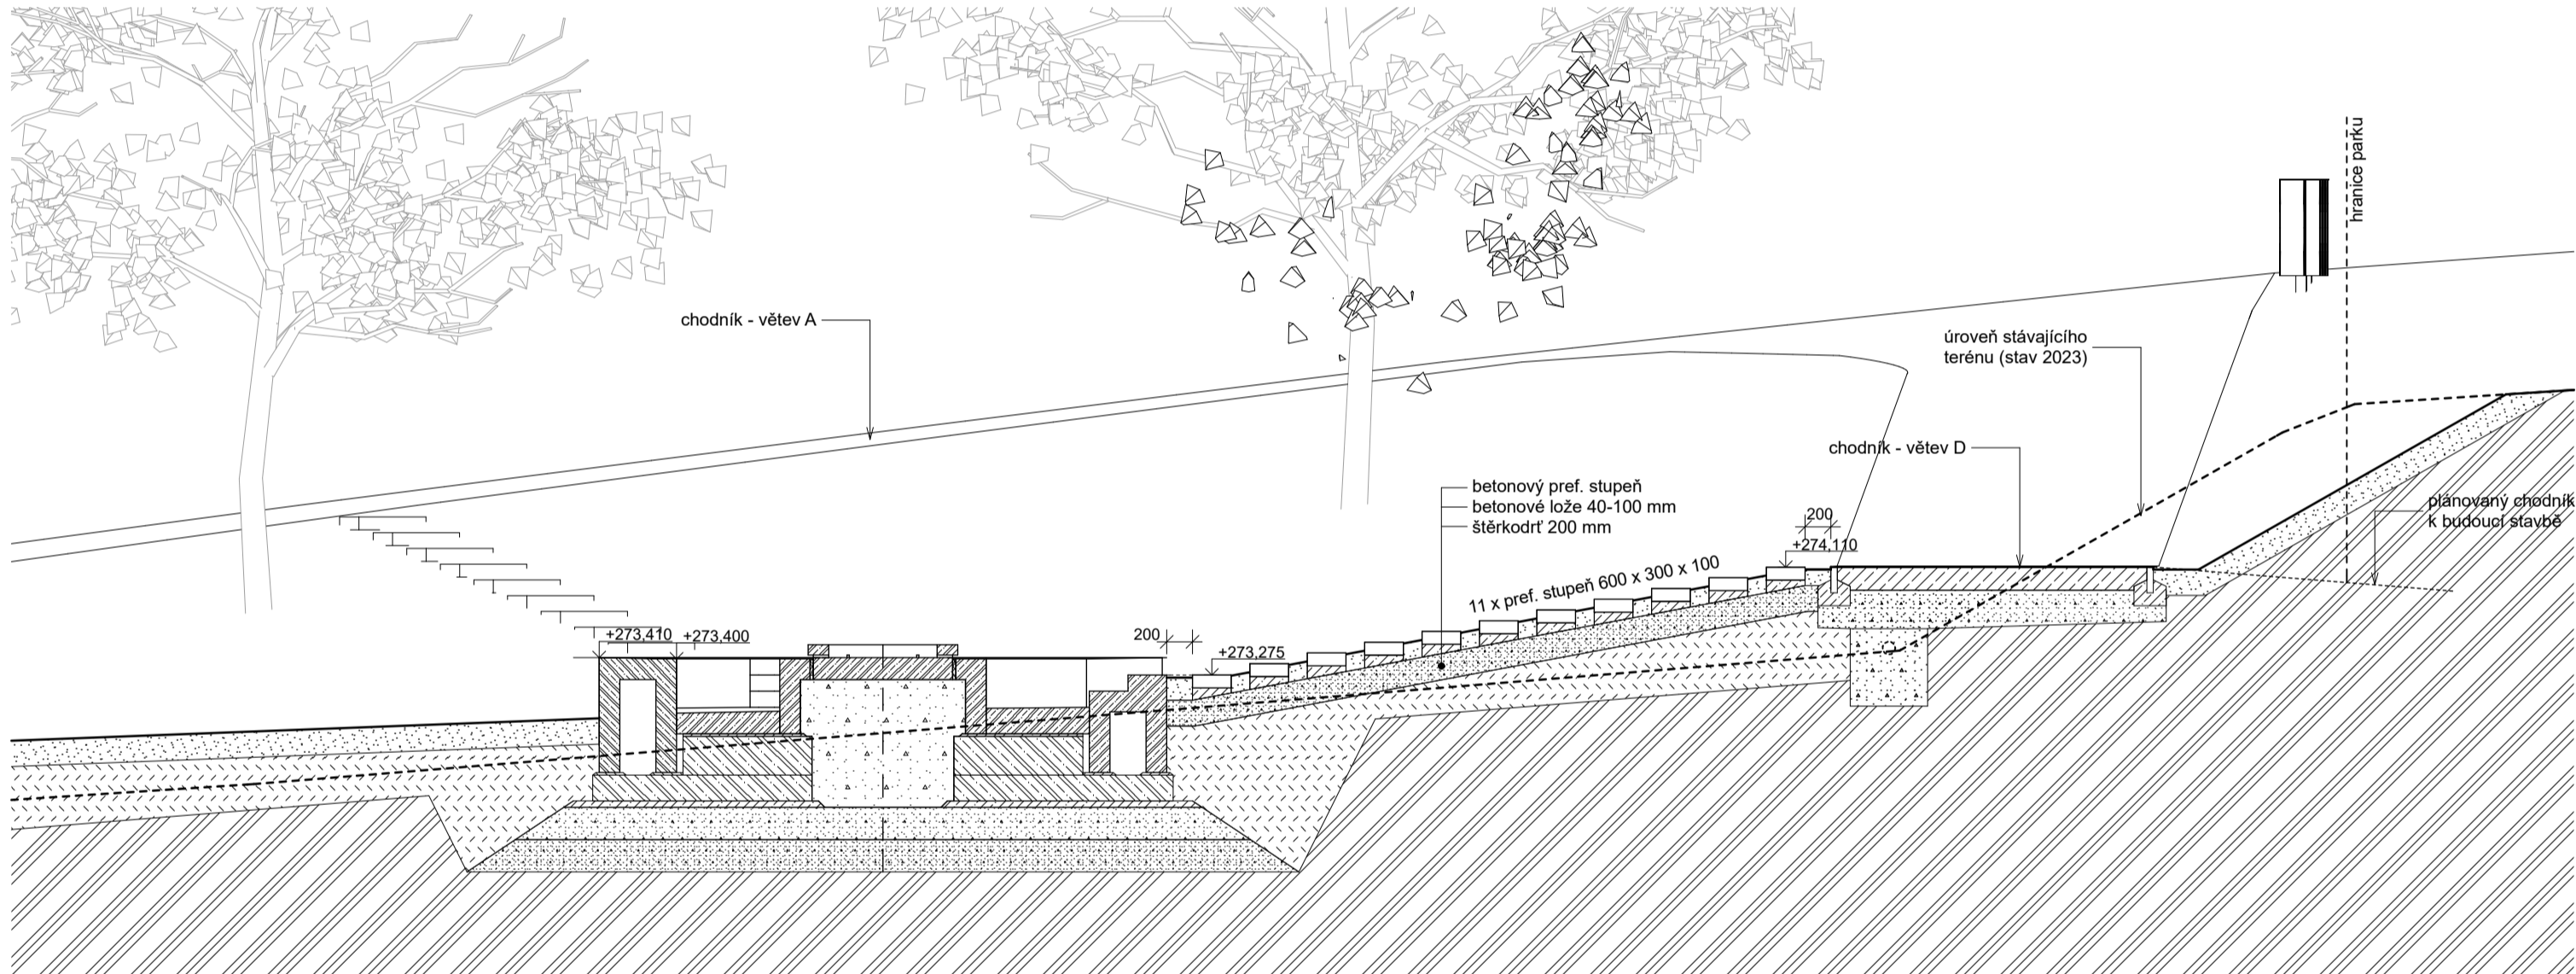 hranice parku
chodník - větev A
úroveň stávajícího
terénu (stav 2023)
chodník - větev D
betonový pref. stupeň
betonové lože 40-100 mm
štěrkodrť 200 mm
plánovaný chodník
k budoucí stavbě
200
+274,110
11 x pref. stupeň 600 x 300 x 100
+273,410
+273,400
200
+273,275